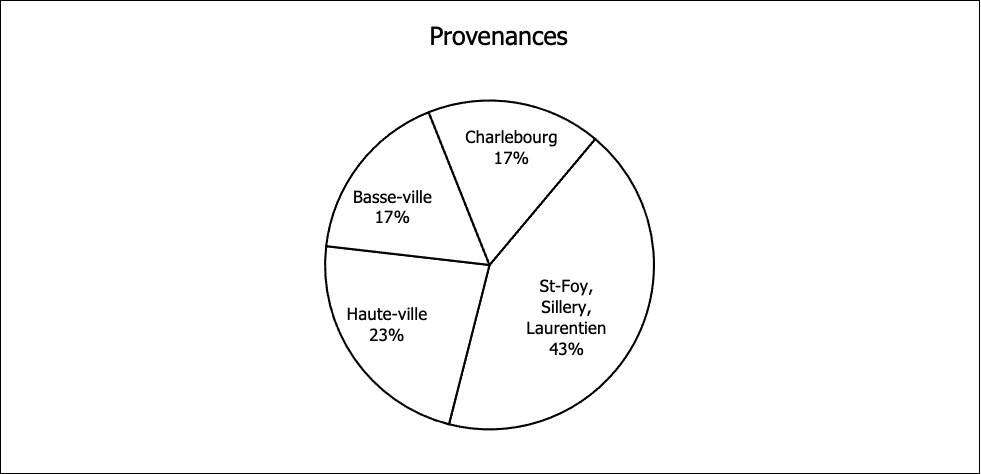 Provenances
Charlebourg
17%
Basse-ville
17%
St-Foy,
Sillery,
Laurentien
43%
Haute-ville
23%